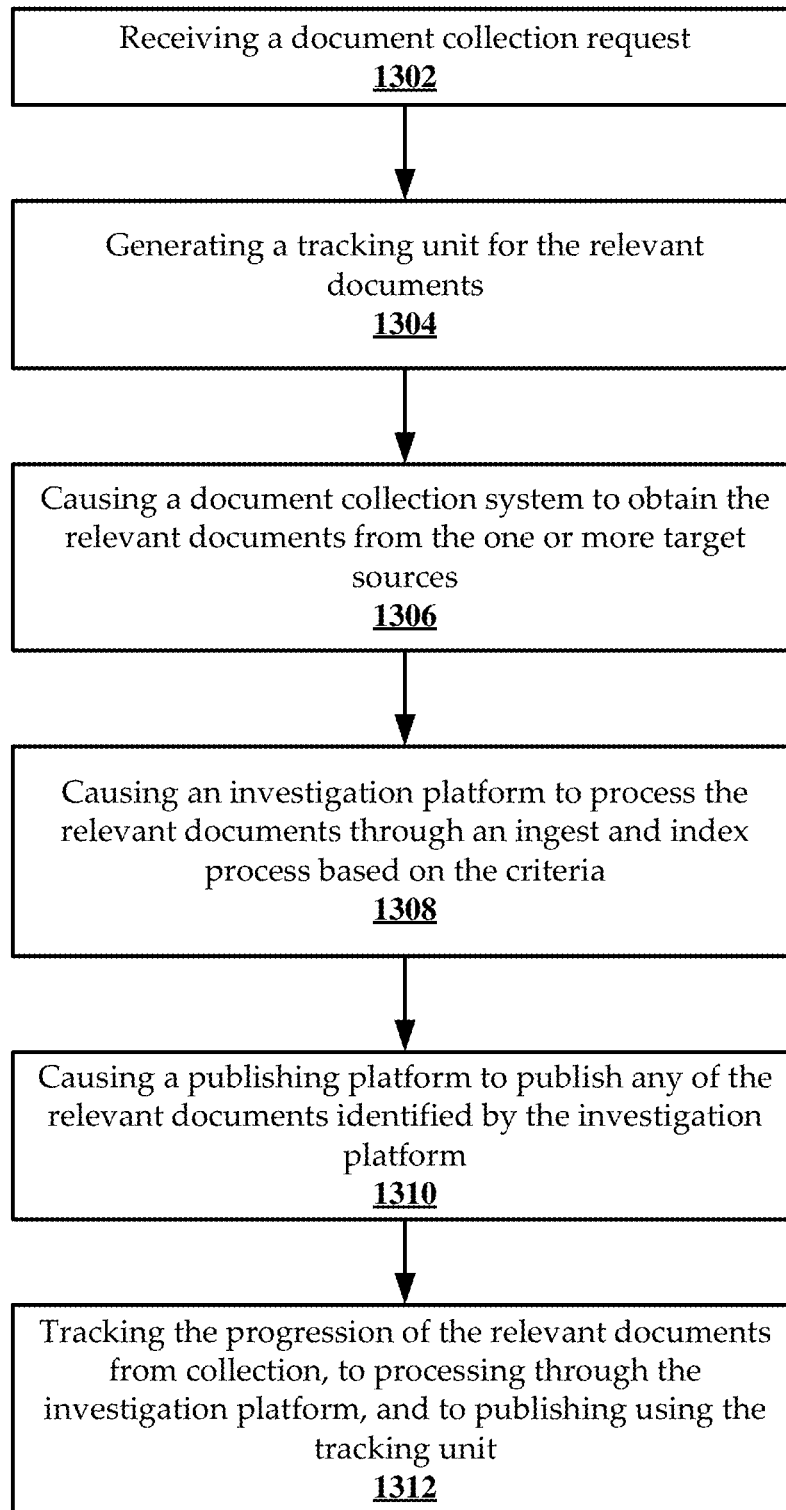 Receiving a document collection request
1302
Generating a tracking unit for the relevant
documents
1304
Causing a document collection system to obtain the
relevant documents from the one or more target
sources
1306
Causing an investigation platform to process the
relevant documents through an ingest and index
process based on the criteria
1308
Causing a publishing platform to publish any of the
relevant documents identified by the investigation
platform
1310
Tracking the progression of the relevant documents
from collection, to processing through the
investigation platform, and to publishing using the
tracking unit
1312